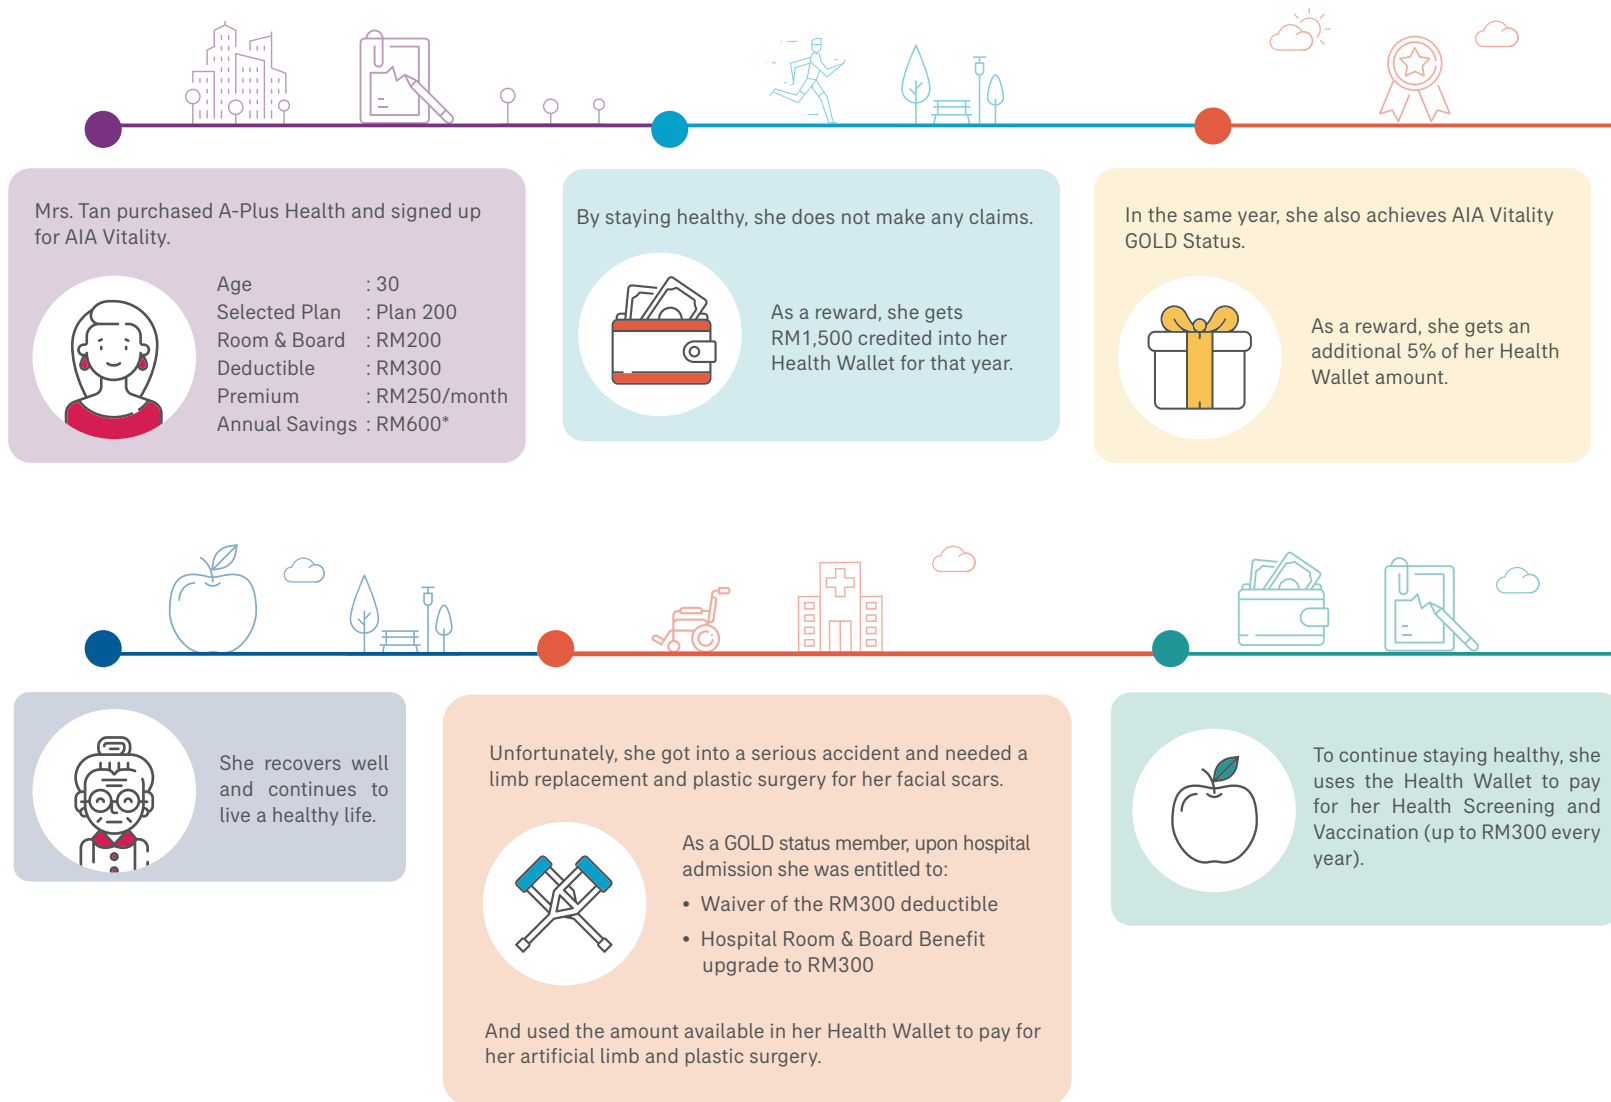 Mrs. Tan purchased A-Plus Health and signed up
for AIA Vitality.
Age : 30
Selected Plan : Plan 200
Room & Board : RM200
Deductible : RM300
Premium : RM250/month
Annual Savings : RM600*
By staying healthy, she does not make any claims.
As a reward, she gets
RM1,500 credited into her
Health Wallet for that year.
In the same year, she also achieves AIA Vitality
GOLD Status.
As a reward, she gets an
additional 5% of her Health
Wallet amount.
She recovers well
and continues to
live a healthy life.
Unfortunately, she got into a serious accident and needed a
limb replacement and plastic surgery for her facial scars.
As a GOLD status member, upon hospital
admission she was entitled to:
• Waiver of the RM300 deductible
• Hospital Room & Board Benefit
upgrade to RM300
And used the amount available in her Health Wallet to pay for
her artificial limb and plastic surgery.
To continue staying healthy, she
uses the Health Wallet to pay
for her Health Screening and
Vaccination (up to RM300 every
year).